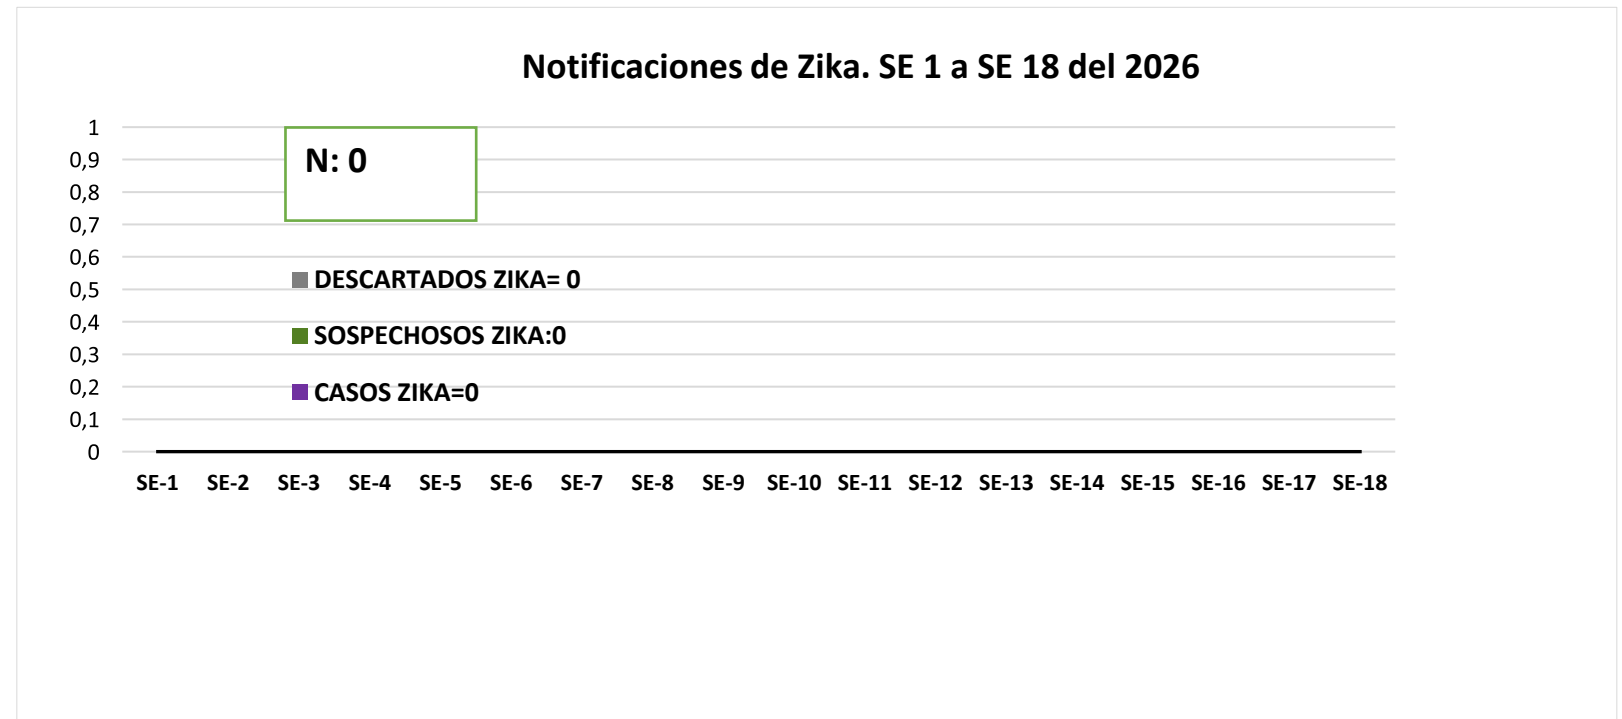 Notificaciones de Zika. SE 1 a SE 18 del 2026
1
0,9
0,8
0,7
0,6
0,5
0,4
0,3
0,2
0,1
0
N: 0
DESCARTADOS ZIKA= 0
SOSPECHOSOS ZIKA:0
CASOS ZIKA=0
SE-1 SE-2 SE-3 SE-4 SE-5 SE-6 SE-7 SE-8 SE-9 SE-10 SE-11 SE-12 SE-13 SE-14 SE-15 SE-16 SE-17 SE-18